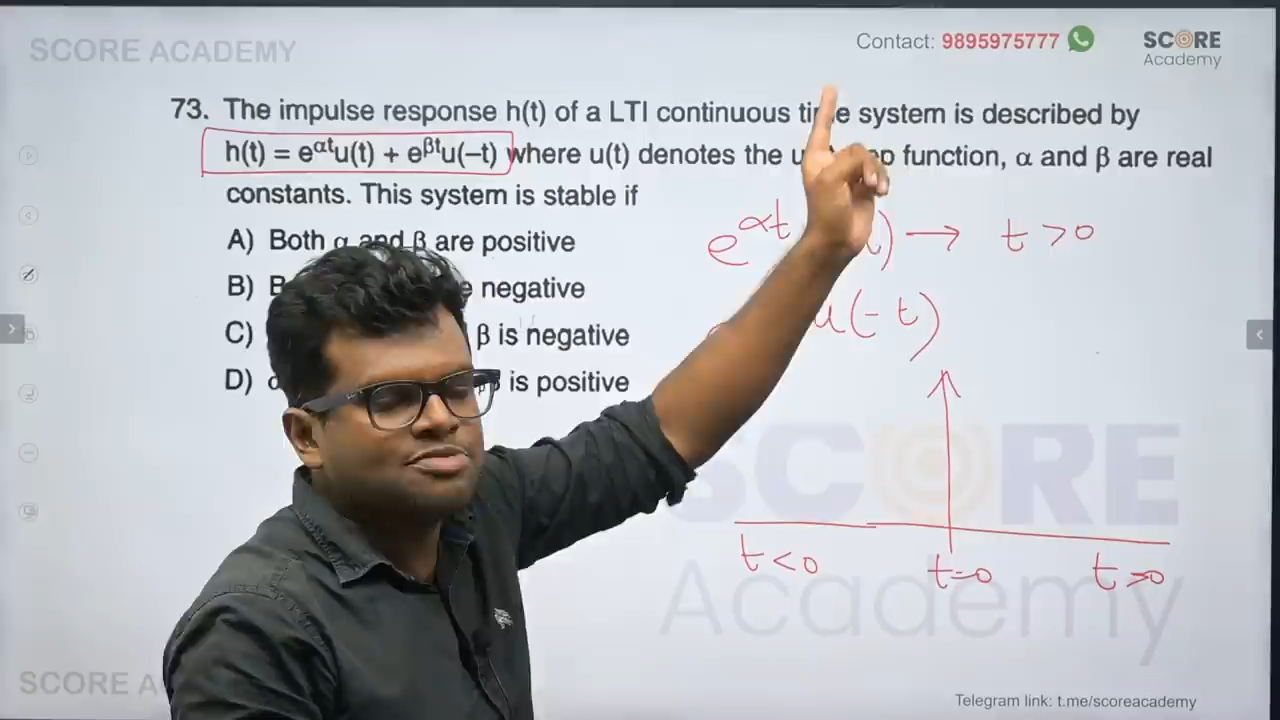 SCORE ACADEMY
Contact: 9895975777
SCORE
Academy
73. The impulse response h(t) of a LTI continuous time system is described by
h(t) = e^αt u(t) + e^βt u(–t) where u(t) denotes the function, α and β are real
constants. This system is stable if
A) Both α and β are positive
B) negative
C) β is negative
D) is positive
e^αt → t > 0
u(- t)
t < 0
t=0
t > 0
SCORE
Academy
SCORE
Telegram link: t.me/scoreacademy